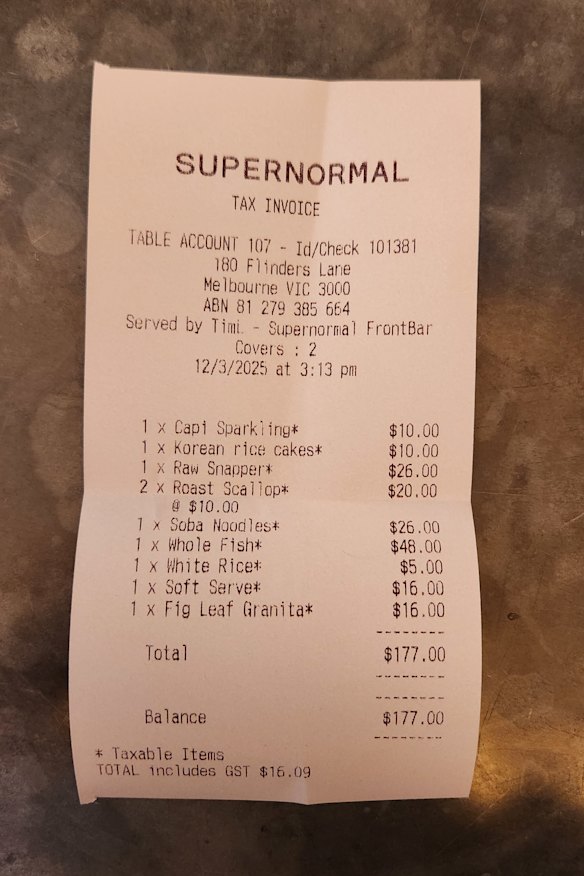 SUPERNORMAL
TAX INVOICE
TABLE ACCOUNT 107 - Id/Check 101381
180 Flinders Lane
Melbourne VIC 3000
ABN 81 279 385 664
Served by Timi. - Supernormal FrontBar
Covers : 2
12/3/2025 at 3:13 pm
1 x Capi Sparkling* $10.00
1 x Korean rice cakes* $10.00
1 x Raw Snapper* $26.00
2 x Roast Scallop* $20.00
@ $10.00
1 x Soba Noodles* $26.00
1 x Whole Fish* $48.00
1 x White Rice* $5.00
1 x Soft Serve* $16.00
1 x Fig Leaf Granita* $16.00
---------
Total $177.00
---------
---------
Balance $177.00
---------
* Taxable Items
TOTAL includes GST $16.09